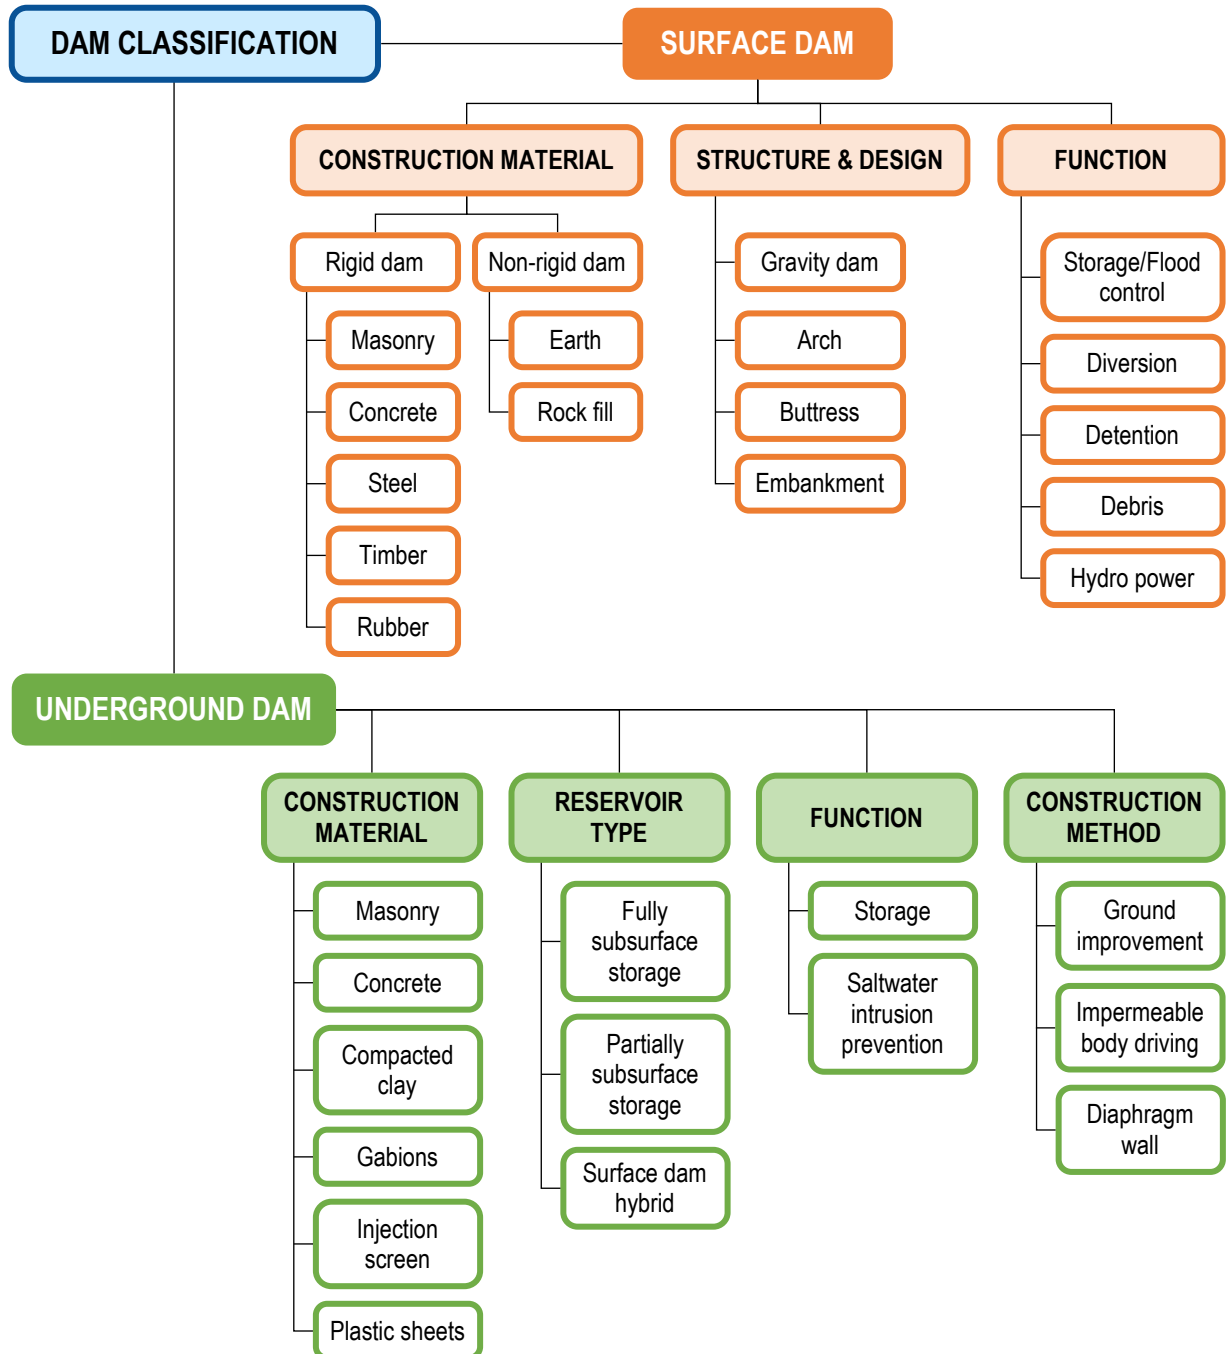 DAM CLASSIFICATION
SURFACE DAM
CONSTRUCTION MATERIAL
Rigid dam
Masonry
Concrete
Steel
Timber
Rubber
Non-rigid dam
Earth
Rock fill
STRUCTURE & DESIGN
Gravity dam
Arch
Buttress
Embankment
FUNCTION
Storage/Flood
control
Diversion
Detention
Debris
Hydro power
UNDERGROUND DAM
CONSTRUCTION
MATERIAL
Masonry
Concrete
Compacted
clay
Gabions
Injection
screen
Plastic sheets
RESERVOIR
TYPE
Fully
subsurface
storage
Partially
subsurface
storage
Surface dam
hybrid
FUNCTION
Storage
Saltwater
intrusion
prevention
CONSTRUCTION
METHOD
Ground
improvement
Impermeable
body driving
Diaphragm
wall